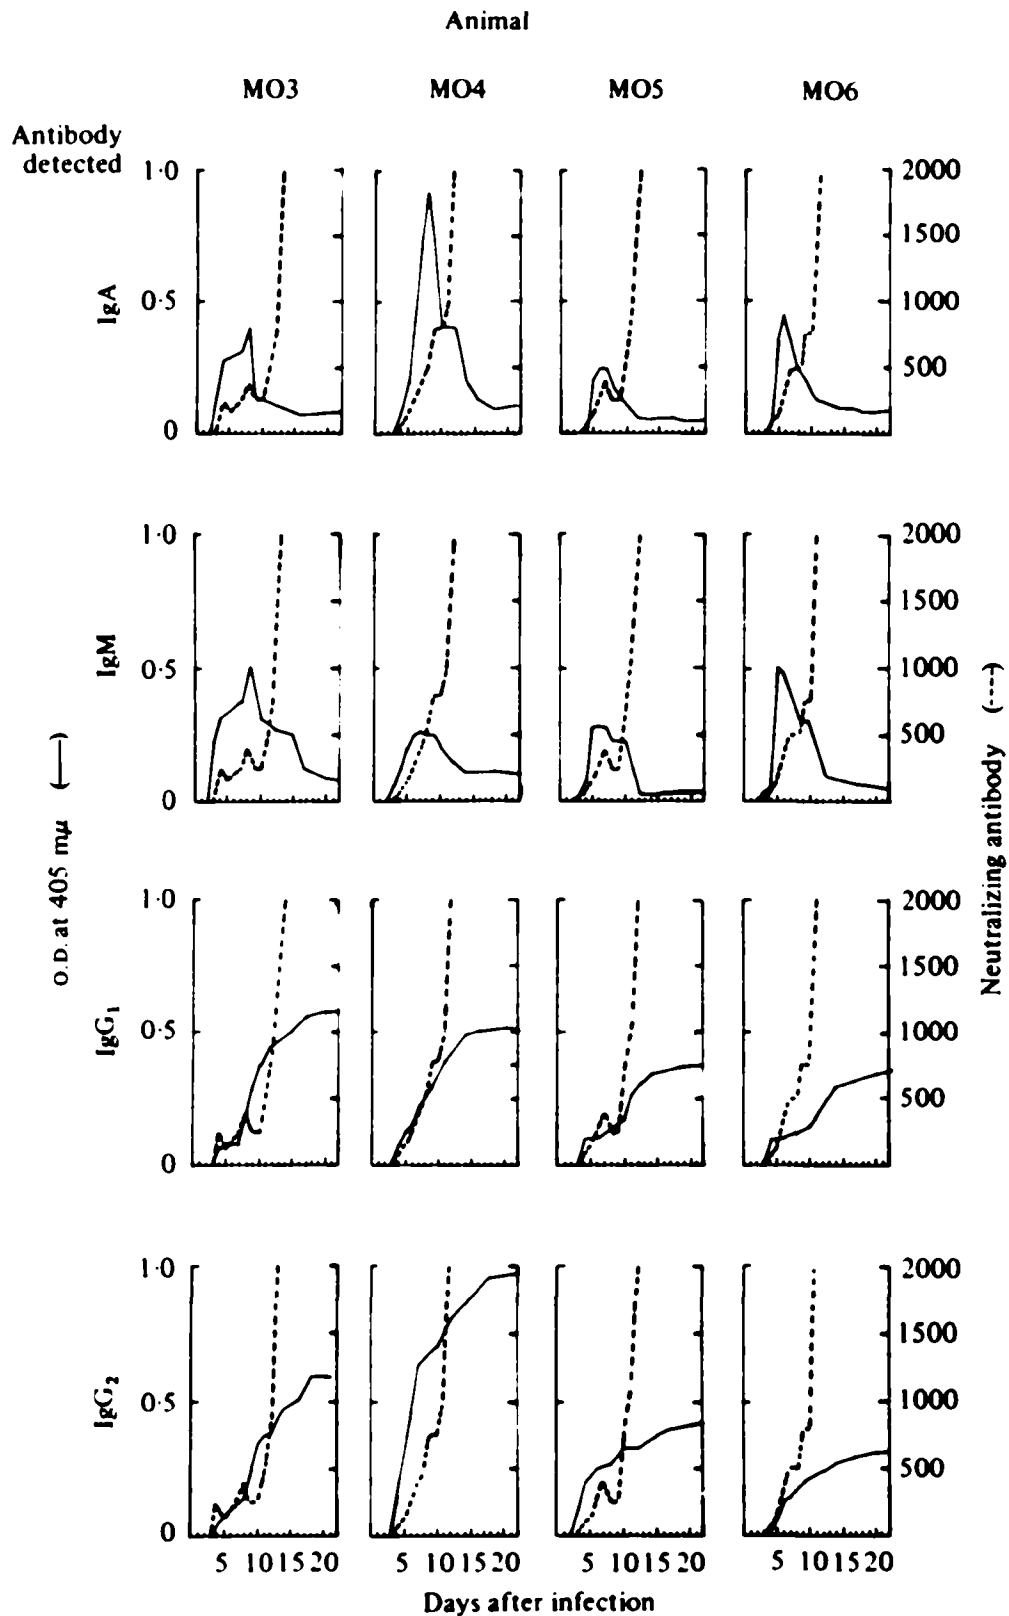 Animal
MO3 MO4 MO5 MO6
Antibody
detected
1·0 2000
1500
IgA
0·5 1000
500
0
1·0 2000
1500
IgM
0·5 1000
500
0
O.D. at 405 mμ (—)
Neutralizing antibody (----)
1·0 2000
1500
IgG₁
0·5 1000
500
0
1·0 2000
1500
IgG₂
0·5 1000
500
0
5 10 15 20 5 10 15 20 5 10 15 20 5 10 15 20
Days after infection